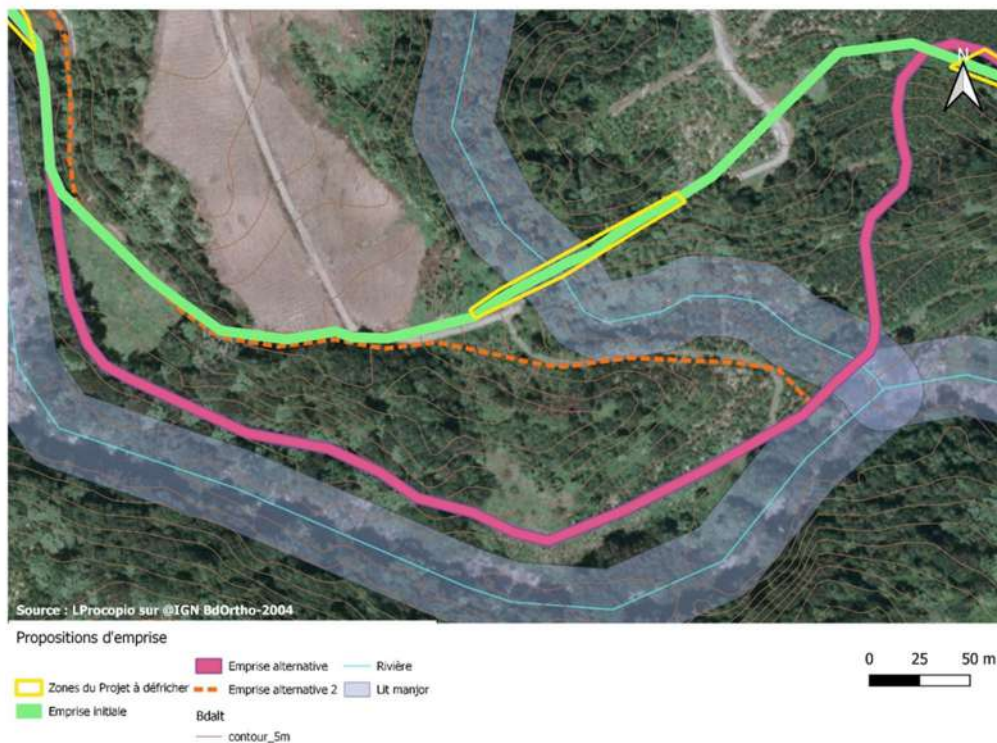 N
Source : LProcopio sur @IGN BdOrtho-2004
Propositions d'emprise
Zones du Projet à défricher
Emprise initiale
Emprise alternative
Emprise alternative 2
Bdalt
contour_5m
Rivière
Lit manjor
0 25 50 m